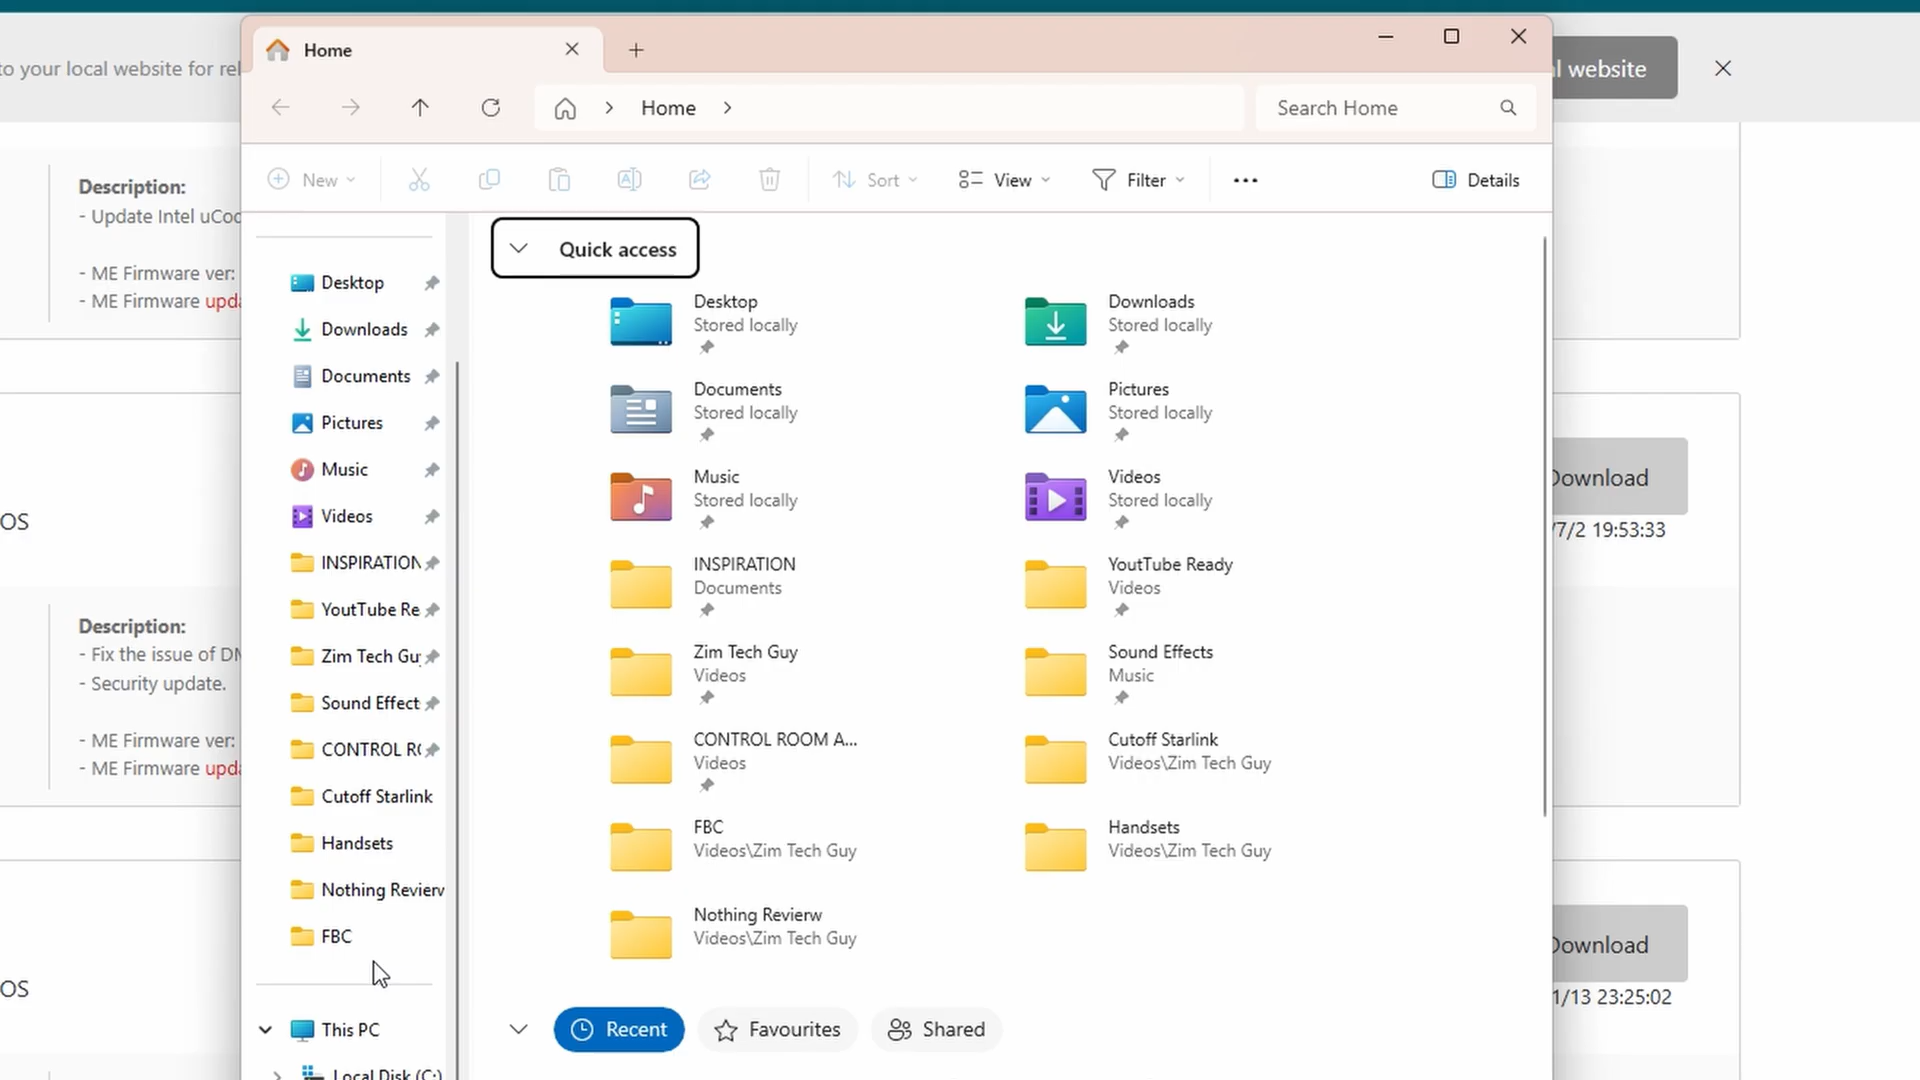 Home
Home
Search Home
to your local website for rel
l website
New
Sort
View
Filter
Details
Desktop
Downloads
Documents
Pictures
Music
Videos
INSPIRATION
YoutTube Re
Zim Tech Gu
Sound Effect
CONTROL R
Cutoff Starlink
Handsets
Nothing Revierw
FBC
This PC
Local Disk (C:)
Quick access
Desktop
Stored locally
Downloads
Stored locally
Documents
Stored locally
Pictures
Stored locally
Music
Stored locally
Videos
Stored locally
INSPIRATION
Documents
YoutTube Ready
Videos
Zim Tech Guy
Videos
Sound Effects
Music
CONTROL ROOM A...
Videos
Cutoff Starlink
Videos\Zim Tech Guy
FBC
Videos\Zim Tech Guy
Handsets
Videos\Zim Tech Guy
Nothing Revierw
Videos\Zim Tech Guy
Recent
Favourites
Shared
Description:
- Update Intel uCod
- ME Firmware ver:
- ME Firmware upda
OS
Download
/7/2 19:53:33
Description:
- Fix the issue of DM
- Security update.
- ME Firmware ver:
- ME Firmware upda
OS
Download
1/13 23:25:02